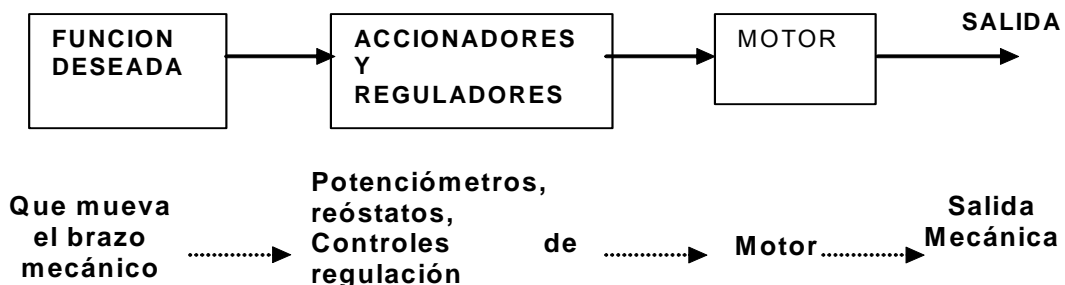 FUNCION
DESEADA
ACCIONADORES
Y
REGULADORES
MOTOR
SALIDA
Que mueva
el brazo
mecánico
Potenciómetros,
reóstatos,
Controles de
regulación
Motor
Salida
Mecánica